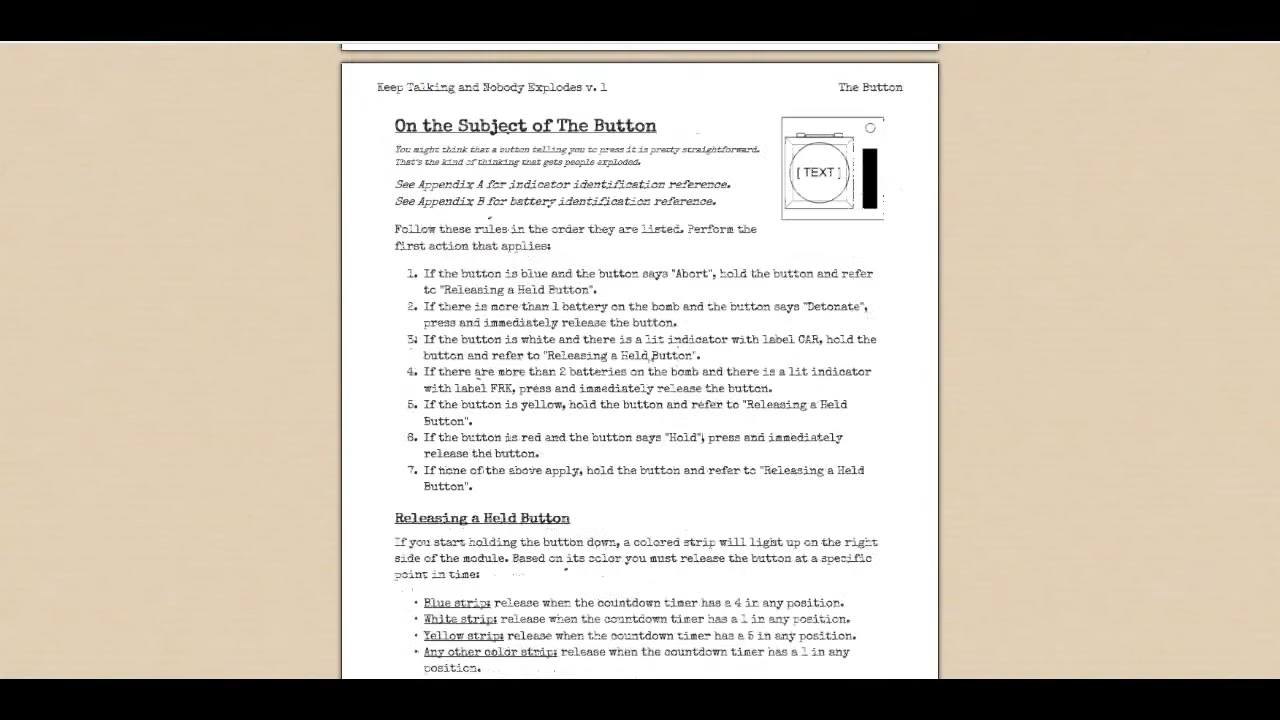 Keep Talking and Nobody Explodes v. 1
The Button
On the Subject of The Button
You might think that a button telling you to press it is pretty straightforward.
That's the kind of thinking that gets people exploded.
[ TEXT ]
See Appendix A for indicator identification reference.
See Appendix B for battery identification reference.
Follow these rules in the order they are listed. Perform the
first action that applies:
1. If the button is blue and the button says "Abort", hold the button and refer
to "Releasing a Held Button".
2. If there is more than 1 battery on the bomb and the button says "Detonate",
press and immediately release the button.
3. If the button is white and there is a lit indicator with label CAR, hold the
button and refer to "Releasing a Held Button".
4. If there are more than 2 batteries on the bomb and there is a lit indicator
with label FRK, press and immediately release the button.
5. If the button is yellow, hold the button and refer to "Releasing a Held
Button".
6. If the button is red and the button says "Hold", press and immediately
release the button.
7. If none of the above apply, hold the button and refer to "Releasing a Held
Button".
Releasing a Held Button
If you start holding the button down, a colored strip will light up on the right
side of the module. Based on its color you must release the button at a specific
point in time:
• Blue strip: release when the countdown timer has a 4 in any position.
• White strip: release when the countdown timer has a 1 in any position.
• Yellow strip: release when the countdown timer has a 5 in any position.
• Any other color strip: release when the countdown timer has a 1 in any
position.